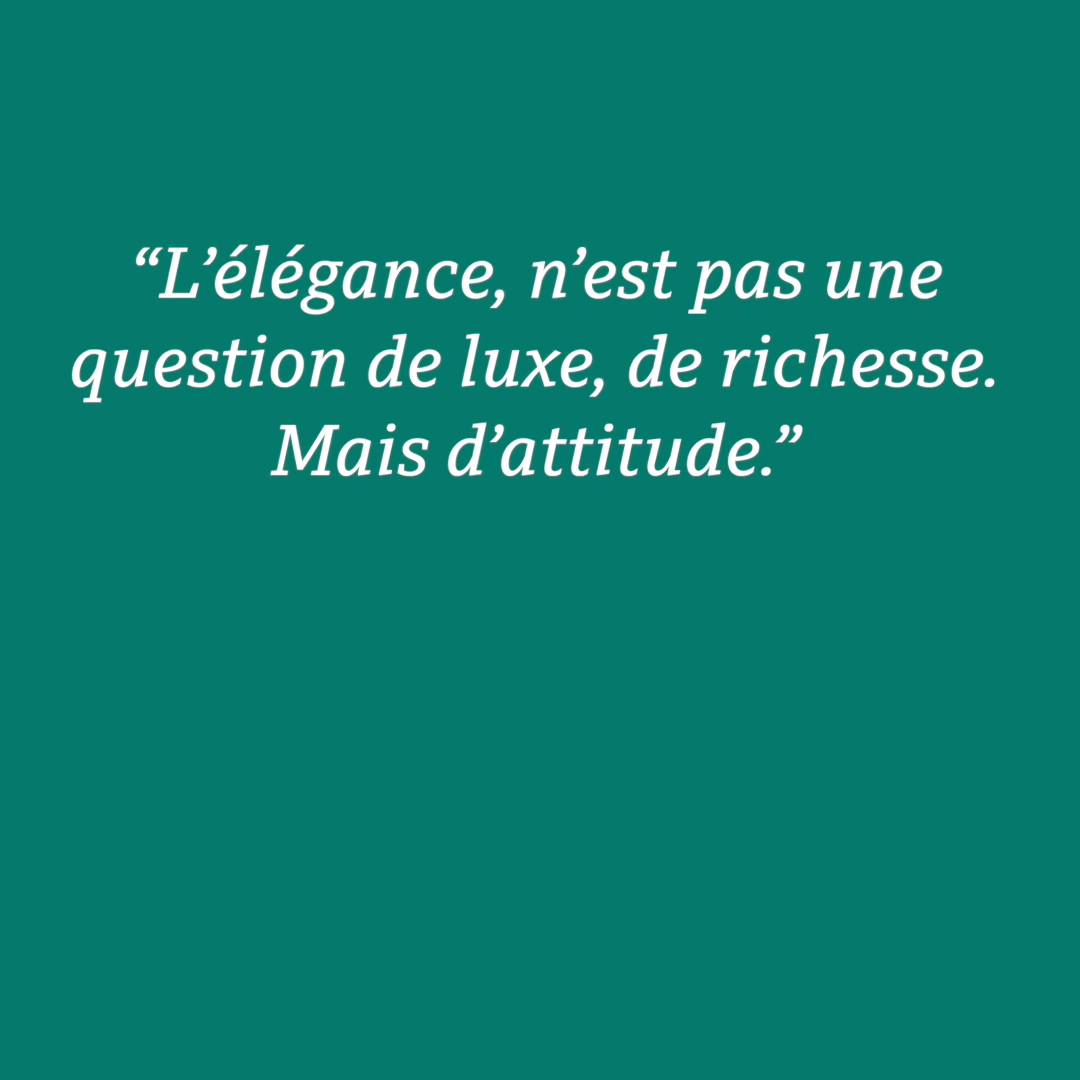 “L’élégance, n’est pas une
question de luxe, de richesse.
Mais d’attitude.”